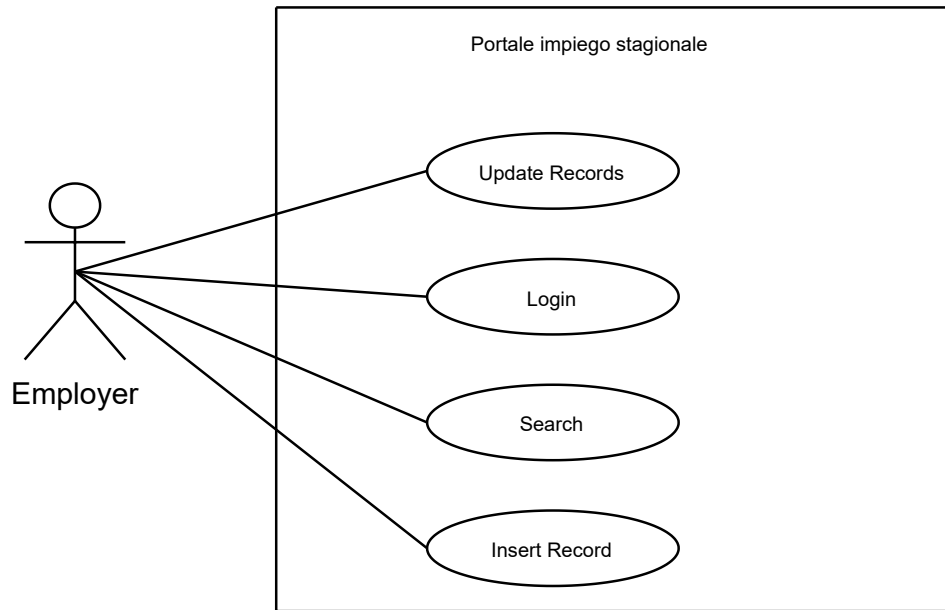 Portale impiego stagionale
Update Records
Login
Employer
Search
Insert Record